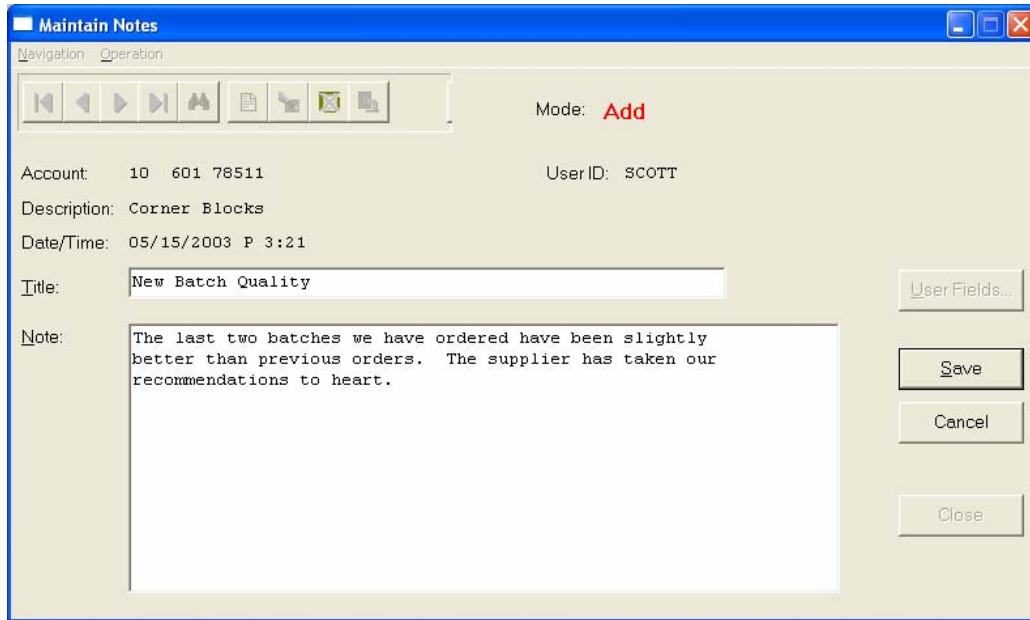 Maintain Notes
Navigation Operation
Mode: Add
Account: 10 601 78511 User ID: SCOTT
Description: Corner Blocks
Date/Time: 05/15/2003 P 3:21
Title: New Batch Quality
User Fields...
Note: The last two batches we have ordered have been slightly
better than previous orders. The supplier has taken our
recommendations to heart.
Save
Cancel
Close